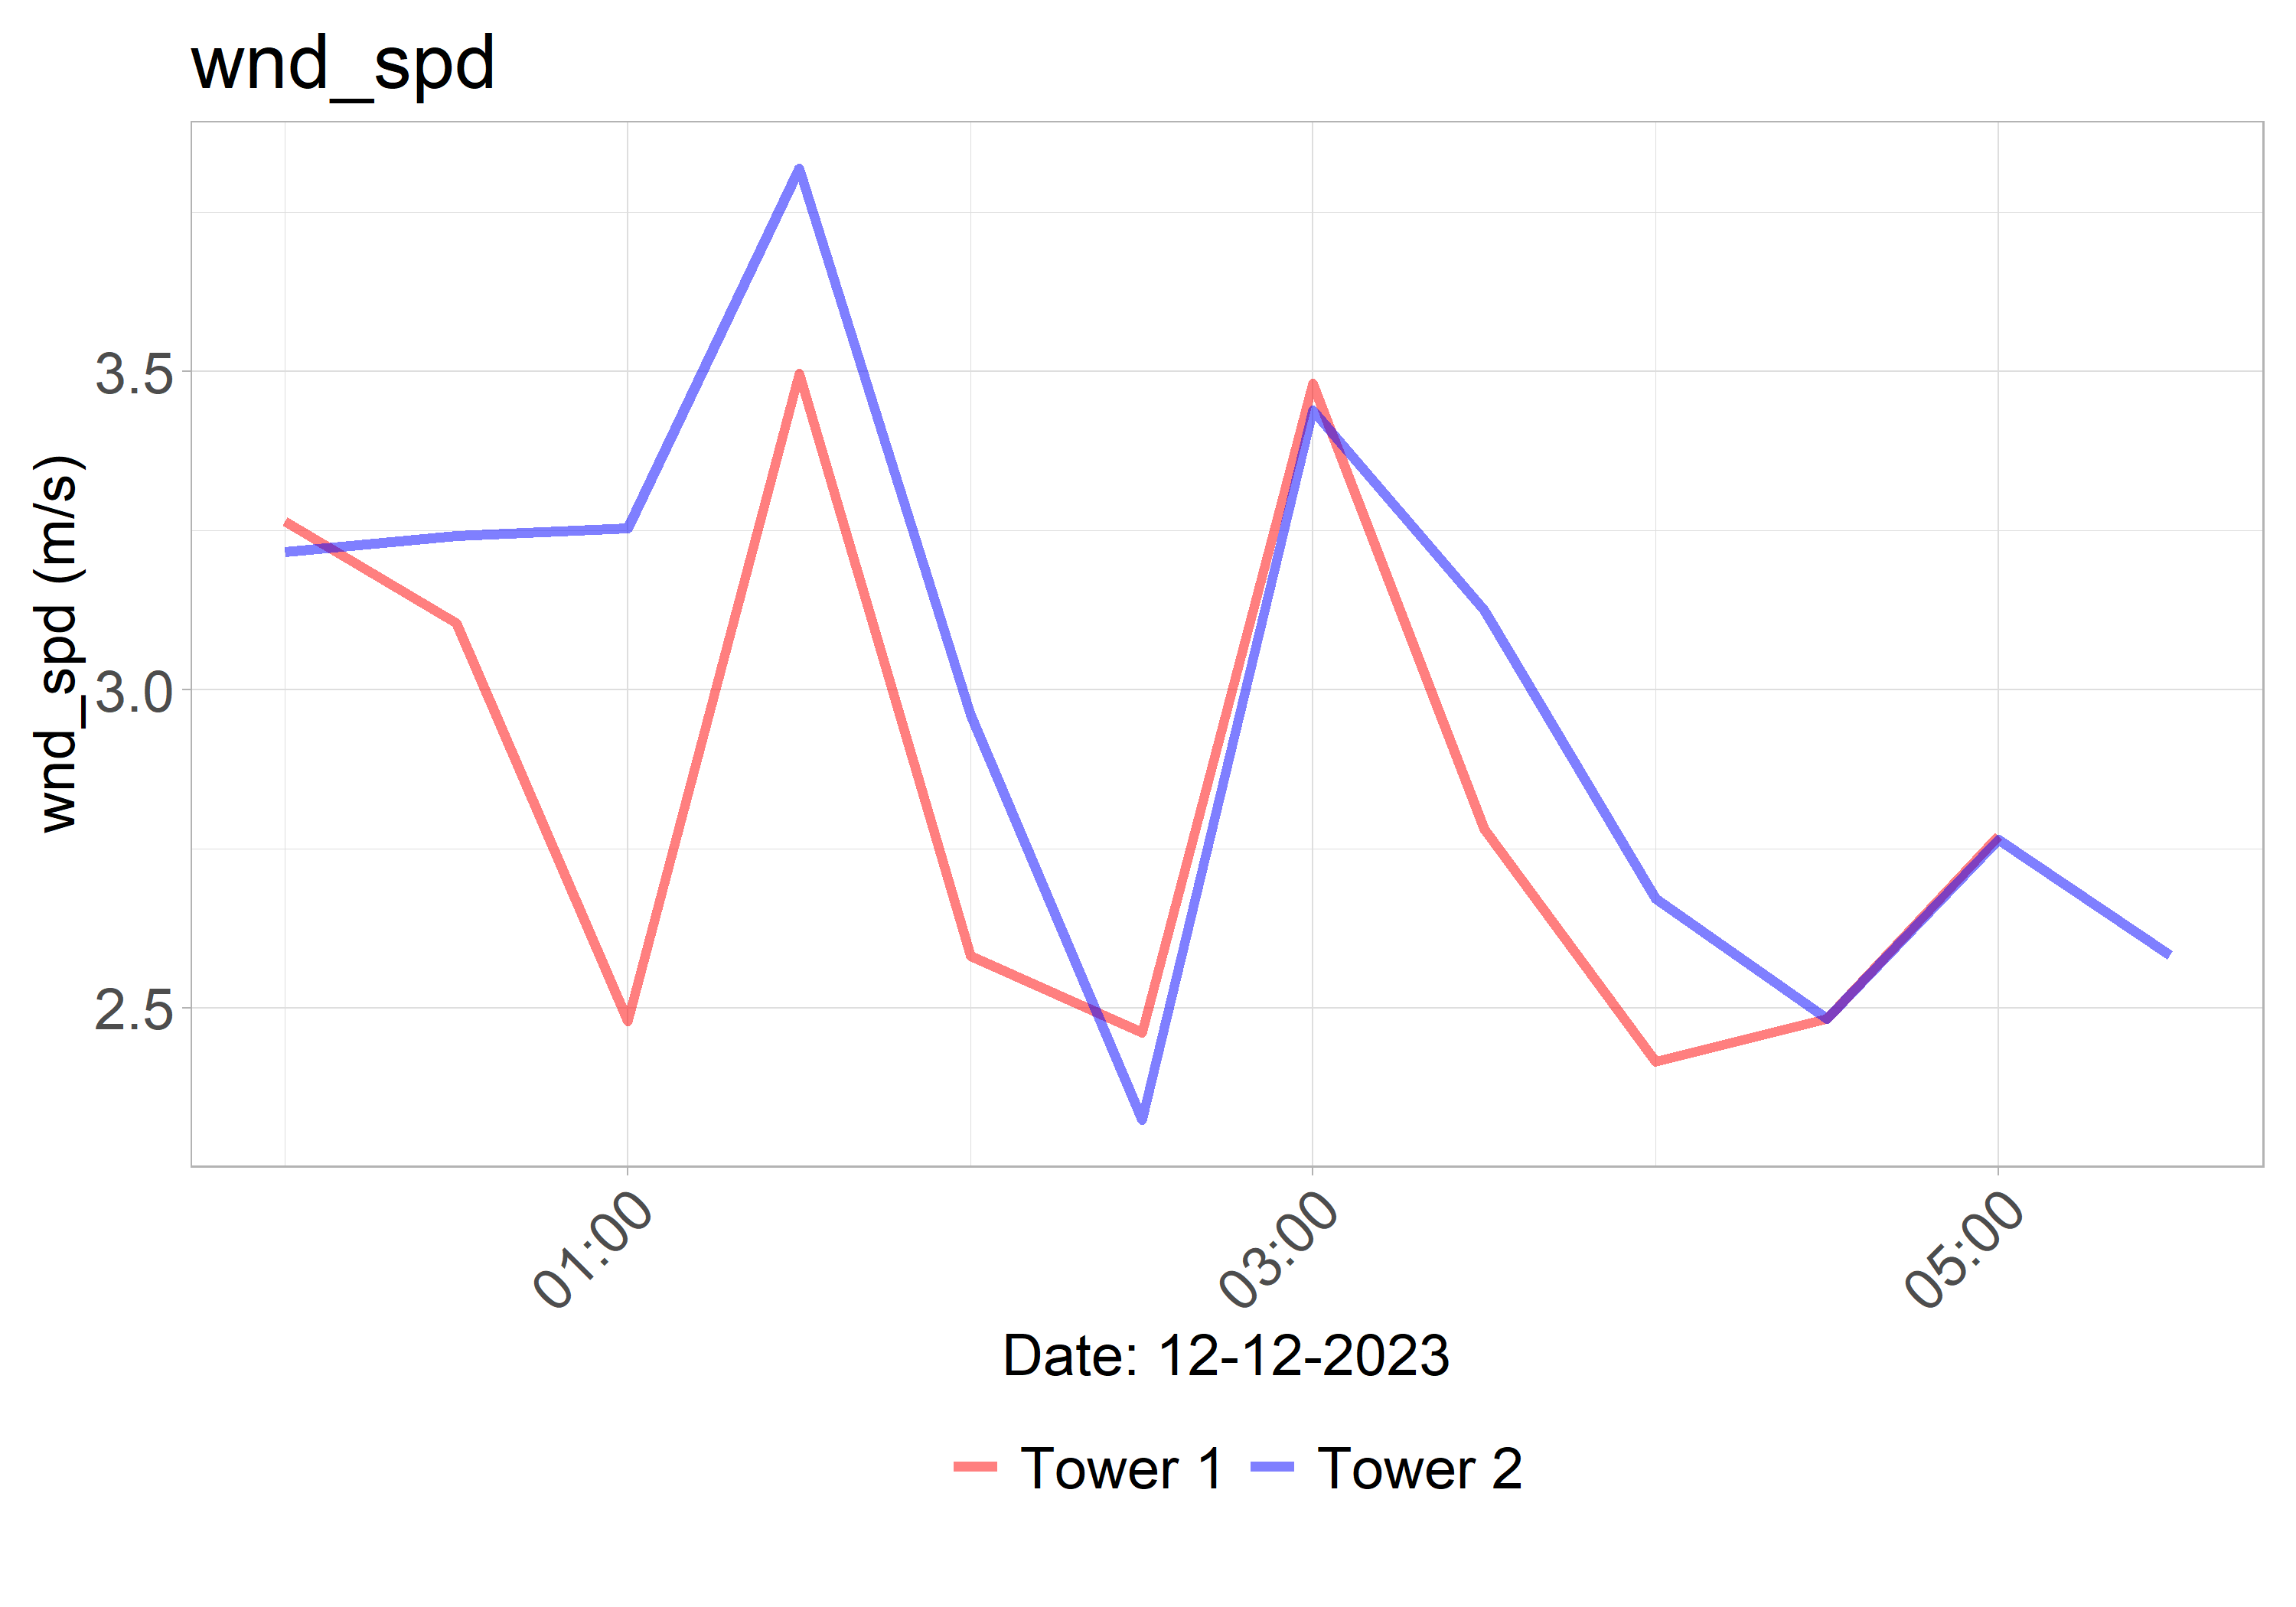 wnd_spd
wnd_spd (m/s)
3.5
3.0
2.5
01:00
03:00
05:00
Date: 12-12-2023
Tower 1
Tower 2